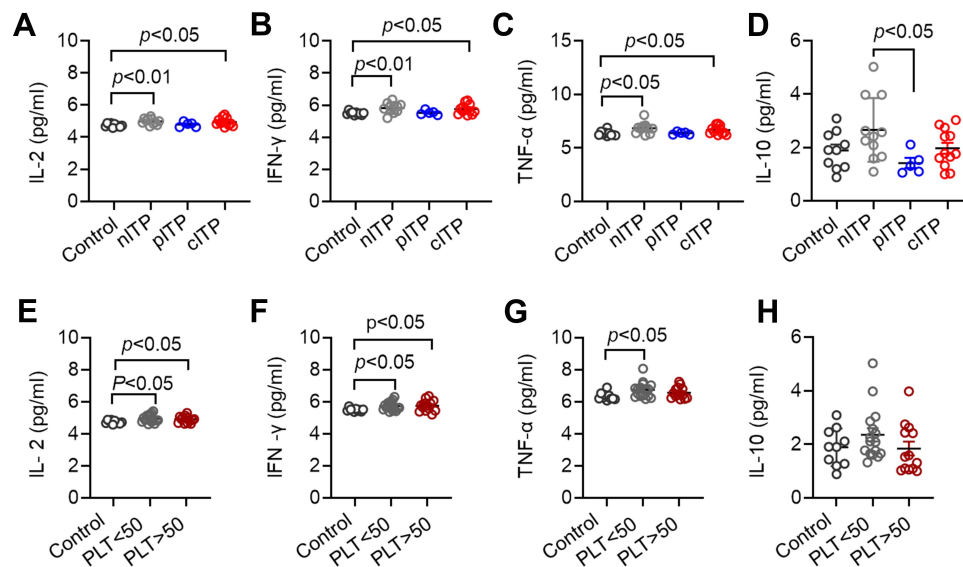 A
IL-2 (pg/ml)
10
8
6
4
2
0
p<0.05
p<0.01
Control
nITP
pITP
cITP
B
IFN-γ (pg/ml)
10
8
6
4
2
0
p<0.05
p<0.01
Control
nITP
pITP
cITP
C
TNF-α (pg/ml)
15
10
5
0
p<0.05
p<0.05
Control
nITP
pITP
cITP
D
IL-10 (pg/ml)
6
4
2
0
p<0.05
Control
nITP
pITP
cITP
E
IL- 2 (pg/ml)
10
8
6
4
2
0
p<0.05
P<0.05
Control
PLT<50
PLT>50
F
IFN -γ (pg/ml)
10
8
6
4
2
0
p<0.05
p<0.05
Control
PLT<50
PLT>50
G
TNF-α (pg/ml)
10
8
6
4
2
0
p<0.05
Control
PLT<50
PLT>50
H
IL-10 (pg/ml)
6
4
2
0
Control
PLT<50
PLT>50